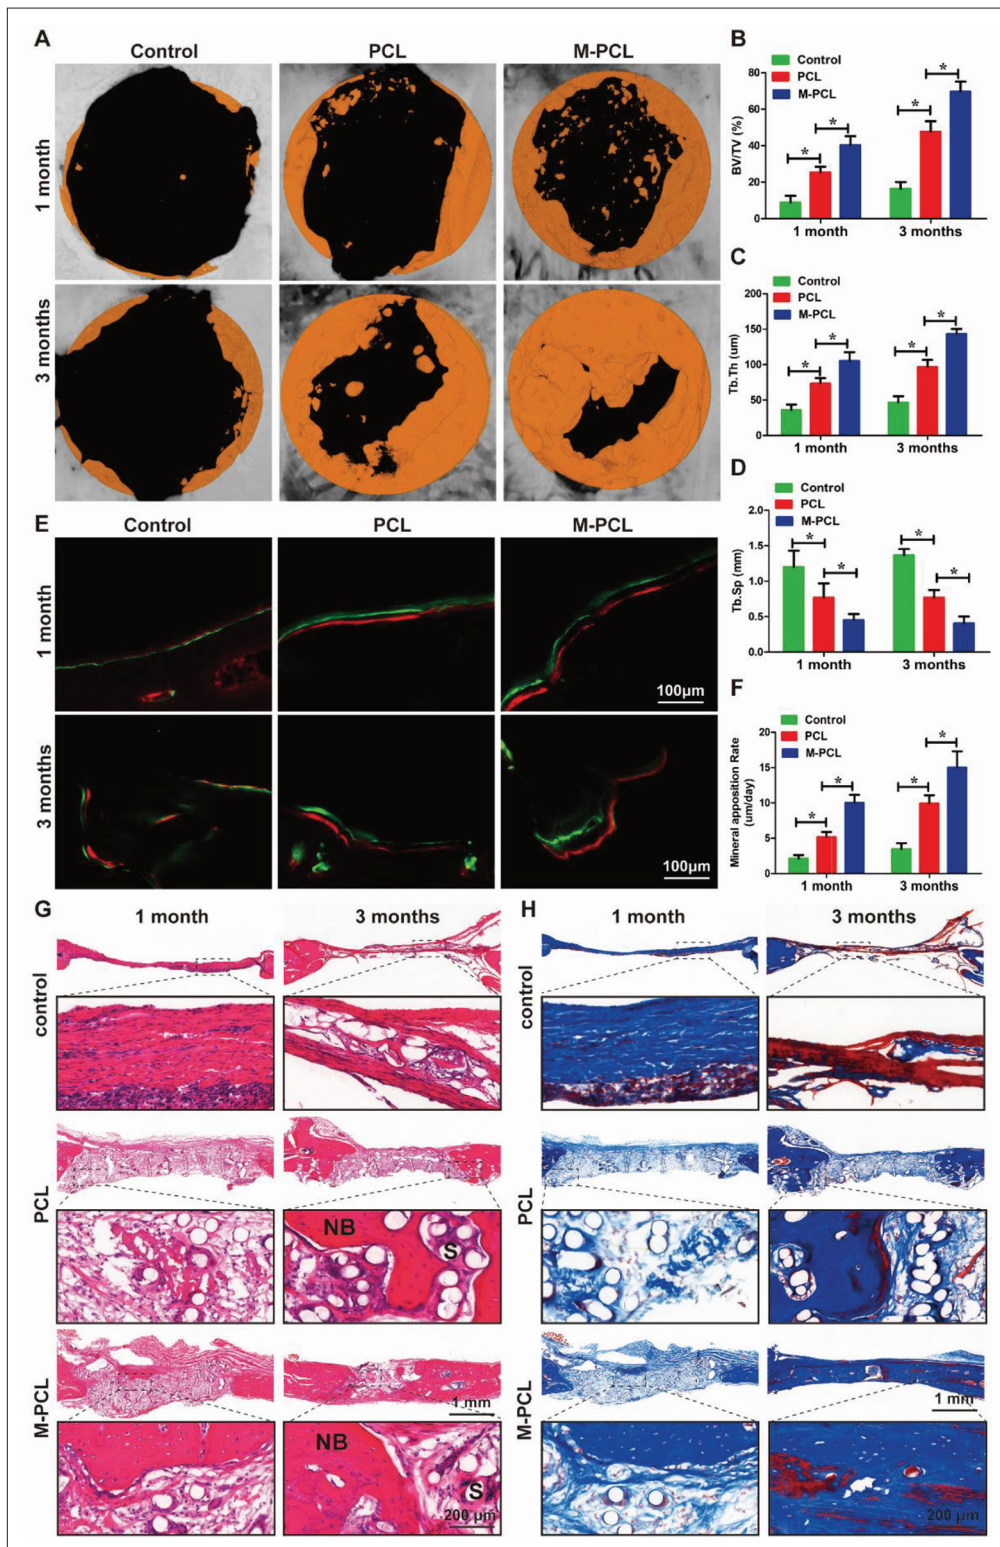 A
Control PCL M-PCL
1 month
3 months
B
Control
PCL
M-PCL
BV/TV (%)
80
60
40
20
0
* * * *
1 month 3 months
C
Control
PCL
M-PCL
Tb.Th (um)
200
150
100
50
0
* * * *
1 month 3 months
D
Control
PCL
M-PCL
Tb.Sp (mm)
2.0
1.5
1.0
0.5
0.0
* * * *
1 month 3 months
E
Control PCL M-PCL
1 month
100μm
3 months
100μm
F
Control
PCL
M-PCL
Mineral apposition Rate
(um/day)
20
15
10
5
0
* * * *
1 month 3 months
G
1 month 3 months
control
PCL
NB S
M-PCL
1 mm
NB
S
200 μm
H
1 month 3 months
control
PCL
M-PCL
1 mm
200 μm